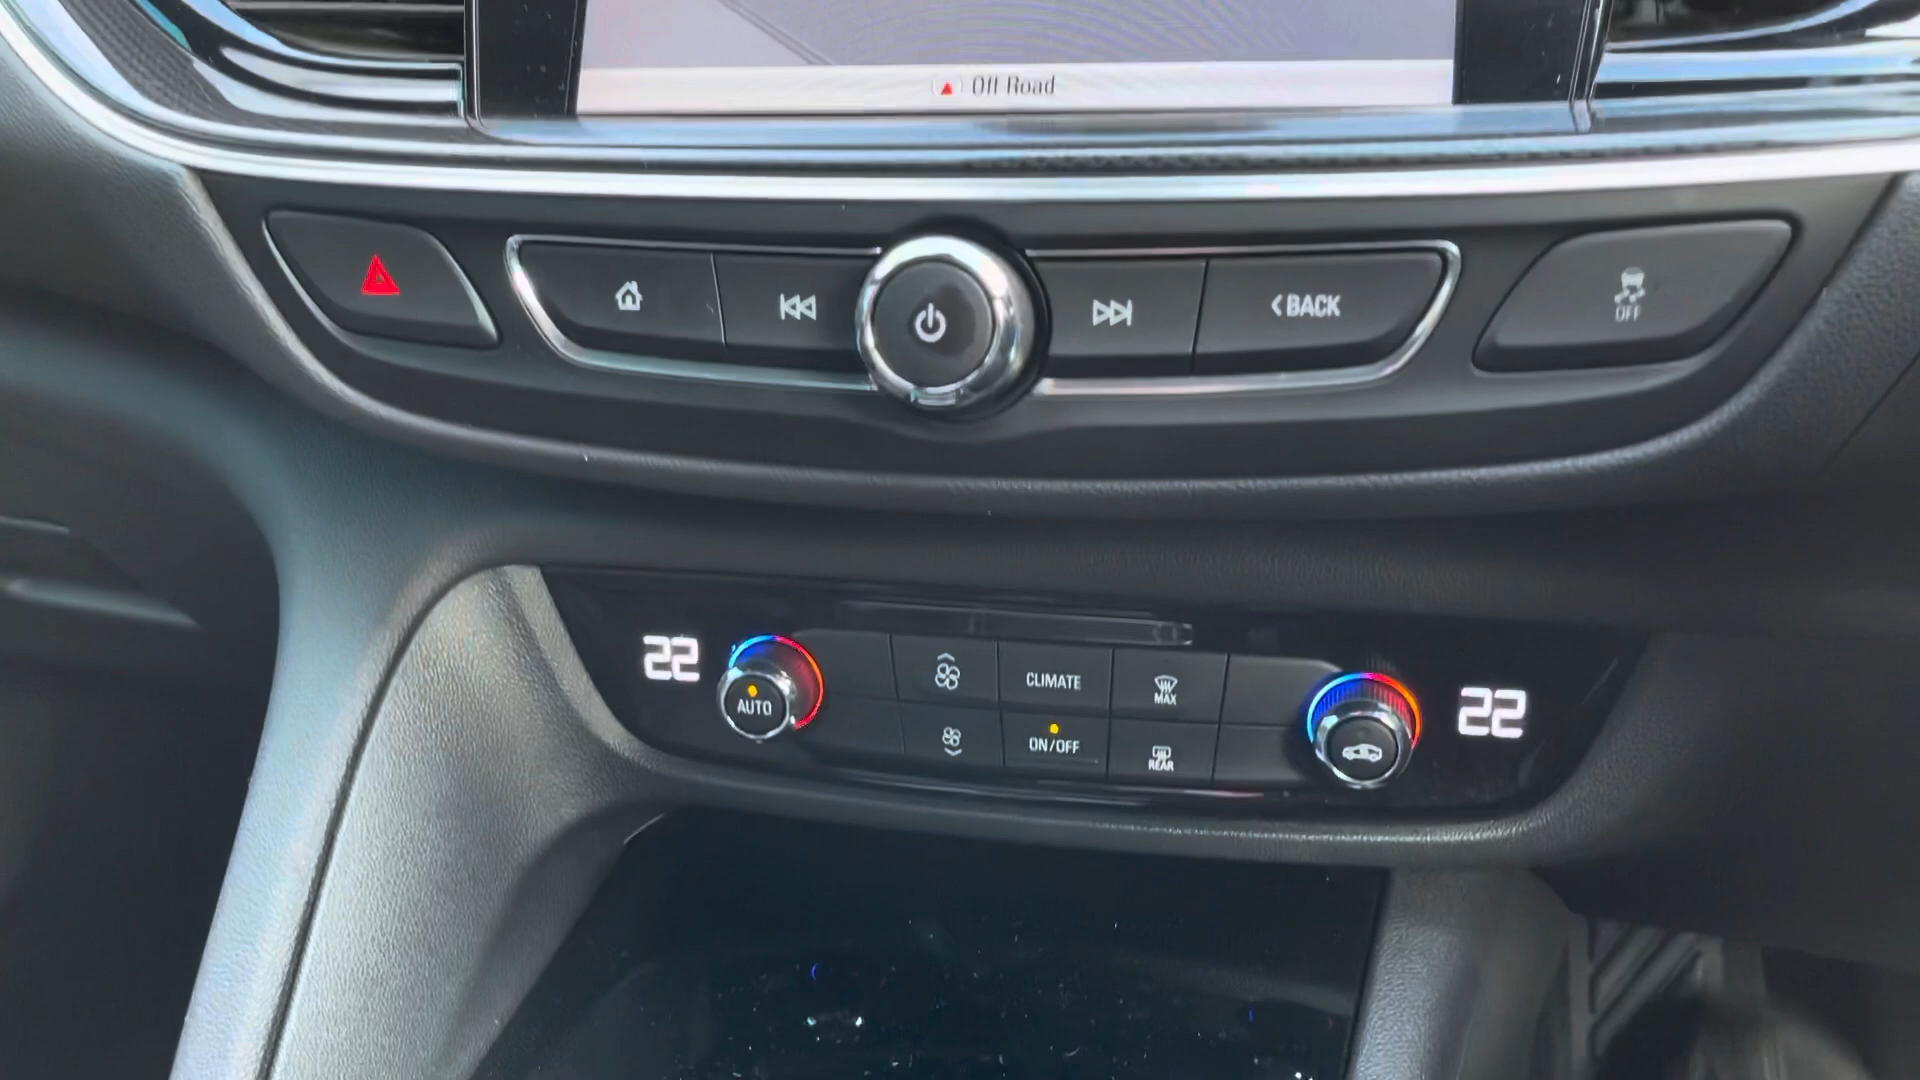 Off Road
BACK
OFF
22
AUTO
CLIMATE
MAX
ON/OFF
REAR
22